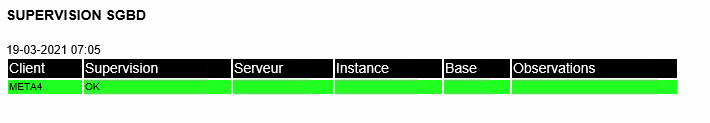 SUPERVISION SGBD
19-03-2021 07:05
Client Supervision Serveur Instance Base Observations
META4 OK